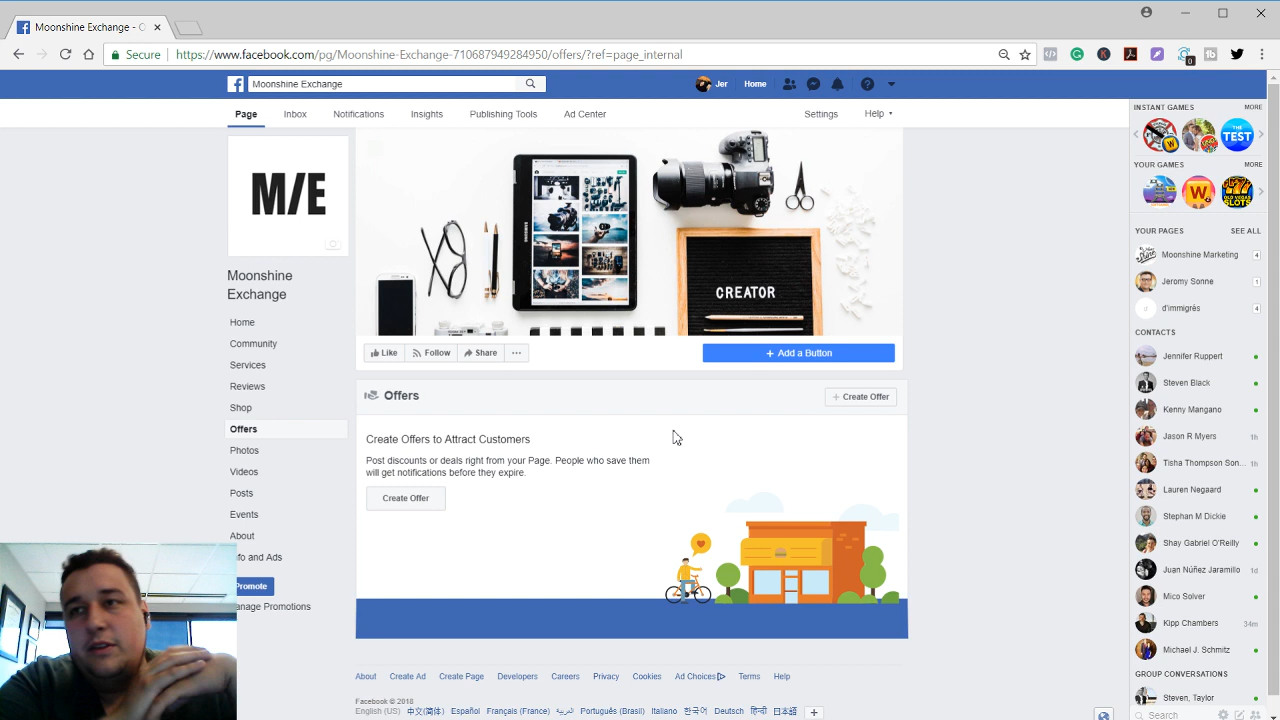 Moonshine Exchange - O
Secure
https://www.facebook.com/pg/Moonshine-Exchange-710687949284950/offers/?ref=page_internal
0
Moonshine Exchange
Jer
Home
Page
Inbox
Notifications
Insights
Publishing Tools
Ad Center
Settings
Help
M/E
Moonshine
Exchange
Home
Community
Services
Reviews
Shop
Offers
Photos
Videos
Posts
Events
About
nfo and Ads
Promote
anage Promotions
SAMSUNG
CREATOR
Like
Follow
Share
+ Add a Button
Offers
+ Create Offer
Create Offers to Attract Customers
Post discounts or deals right from your Page. People who save them
will get notifications before they expire.
Create Offer
About
Create Ad
Create Page
Developers
Careers
Privacy
Cookies
Ad Choices
Terms
Help
Facebook © 2018
English (US)
Español
Français (France)
العربية
Português (Brasil)
Italiano
한국어
Deutsch
हिन्दी
日本語
INSTANT GAMES
MORE
THE
TEST
YOUR GAMES
MORE
W
YOUR PAGES
SEE ALL
Moonshine Marketing
4
Jeromy Sonne
1
d'immigrés
4
CONTACTS
Jennifer Ruppert
Steven Black
Kenny Mangano
Jason R Myers
1h
Tisha Thompson Son...
1h
Lauren Negaard
Stephan M Dickie
Shay Gabriel O'Reilly
Juan Núñez Jaramillo
1d
Mico Solver
Kipp Chambers
34m
Michael J. Schmitz
GROUP CONVERSATIONS
Steven, Taylor
Search